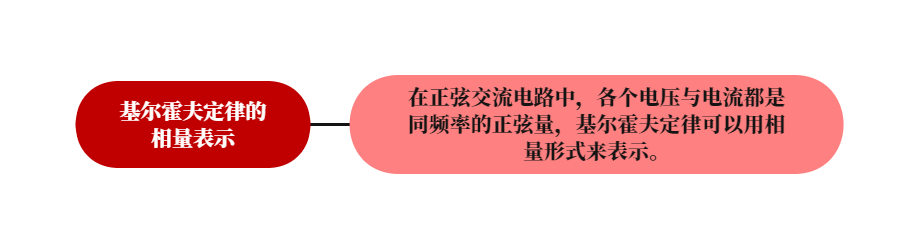 基尔霍夫定律的
相量表示
在正弦交流电路中，各个电压与电流都是
同频率的正弦量，基尔霍夫定律可以用相
量形式来表示。